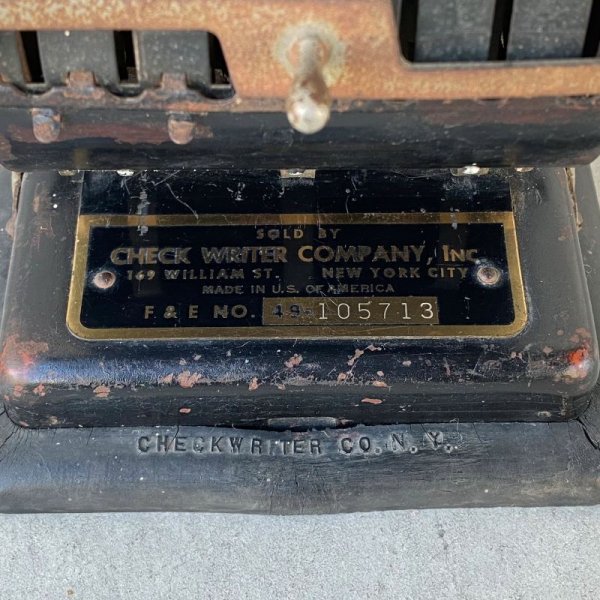 SOLD BY
CHECK WRITER COMPANY, INC
149 WILLIAM ST. NEW YORK CITY
MADE IN U.S. OF AMERICA
F & E NO. 49-105713
CHECKWRITER CO. N.Y.